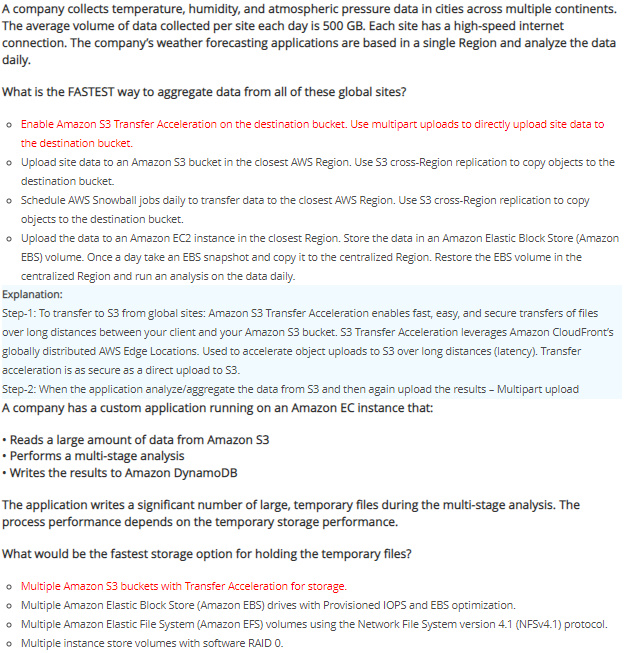 A company collects temperature, humidity, and atmospheric pressure data in cities across multiple continents.
The average volume of data collected per site each day is 500 GB. Each site has a high-speed internet
connection. The company's weather forecasting applications are based in a single Region and analyze the data
daily.
What is the FASTEST way to aggregate data from all of these global sites?
○ Enable Amazon S3 Transfer Acceleration on the destination bucket. Use multipart uploads to directly upload site data to
the destination bucket.
○ Upload site data to an Amazon S3 bucket in the closest AWS Region. Use S3 cross-Region replication to copy objects to the
destination bucket.
○ Schedule AWS Snowball jobs daily to transfer data to the closest AWS Region. Use S3 cross-Region replication to copy
objects to the destination bucket.
○ Upload the data to an Amazon EC2 instance in the closest Region. Store the data in an Amazon Elastic Block Store (Amazon
EBS) volume. Once a day take an EBS snapshot and copy it to the centralized Region. Restore the EBS volume in the
centralized Region and run an analysis on the data daily.
Explanation:
Step-1: To transfer to S3 from global sites: Amazon S3 Transfer Acceleration enables fast, easy, and secure transfers of files
over long distances between your client and your Amazon S3 bucket. S3 Transfer Acceleration leverages Amazon CloudFront's
globally distributed AWS Edge Locations. Used to accelerate object uploads to S3 over long distances (latency). Transfer
acceleration is as secure as a direct upload to S3.
Step-2: When the application analyze/aggregate the data from S3 and then again upload the results – Multipart upload
A company has a custom application running on an Amazon EC instance that:
• Reads a large amount of data from Amazon S3
• Performs a multi-stage analysis
• Writes the results to Amazon DynamoDB
The application writes a significant number of large, temporary files during the multi-stage analysis. The
process performance depends on the temporary storage performance.
What would be the fastest storage option for holding the temporary files?
○ Multiple Amazon S3 buckets with Transfer Acceleration for storage.
○ Multiple Amazon Elastic Block Store (Amazon EBS) drives with Provisioned IOPS and EBS optimization.
○ Multiple Amazon Elastic File System (Amazon EFS) volumes using the Network File System version 4.1 (NFSv4.1) protocol.
○ Multiple instance store volumes with software RAID 0.